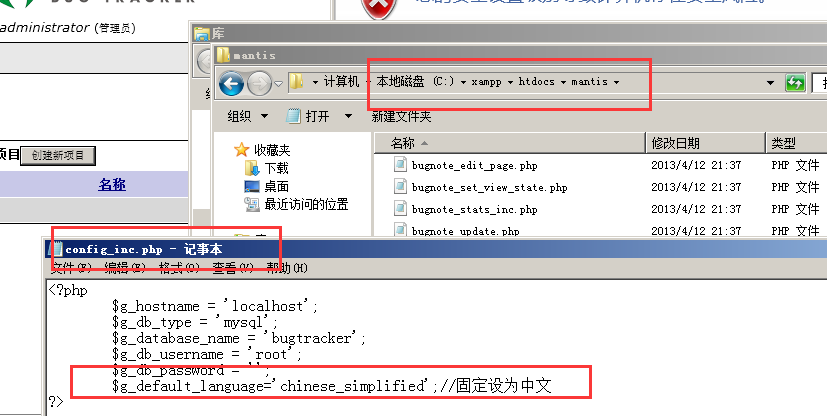 administrator (管理员)
项目 创建新项目
名称
库
mantis
计算机 本地磁盘 (C:) xampp htdocs mantis
组织 打开 新建文件夹
名称 修改日期 类型
收藏夹
下载
桌面
最近访问的位置
bugnote_edit_page.php 2013/4/12 21:37 PHP 文件
bugnote_set_view_state.php 2013/4/12 21:37 PHP 文件
bugnote_stats_inc.php 2013/4/12 21:37 PHP 文件
bugnote_update.php 2013/4/12 21:37 PHP 文件
config_inc.php - 记事本
文件(F) 编辑(E) 格式(O) 查看(V) 帮助(H)
<?php
$g_hostname = 'localhost';
$g_db_type = 'mysql';
$g_database_name = 'bugtracker';
$g_db_username = 'root';
$g_db_password = '';
$g_default_language='chinese_simplified';//固定设为中文
?>